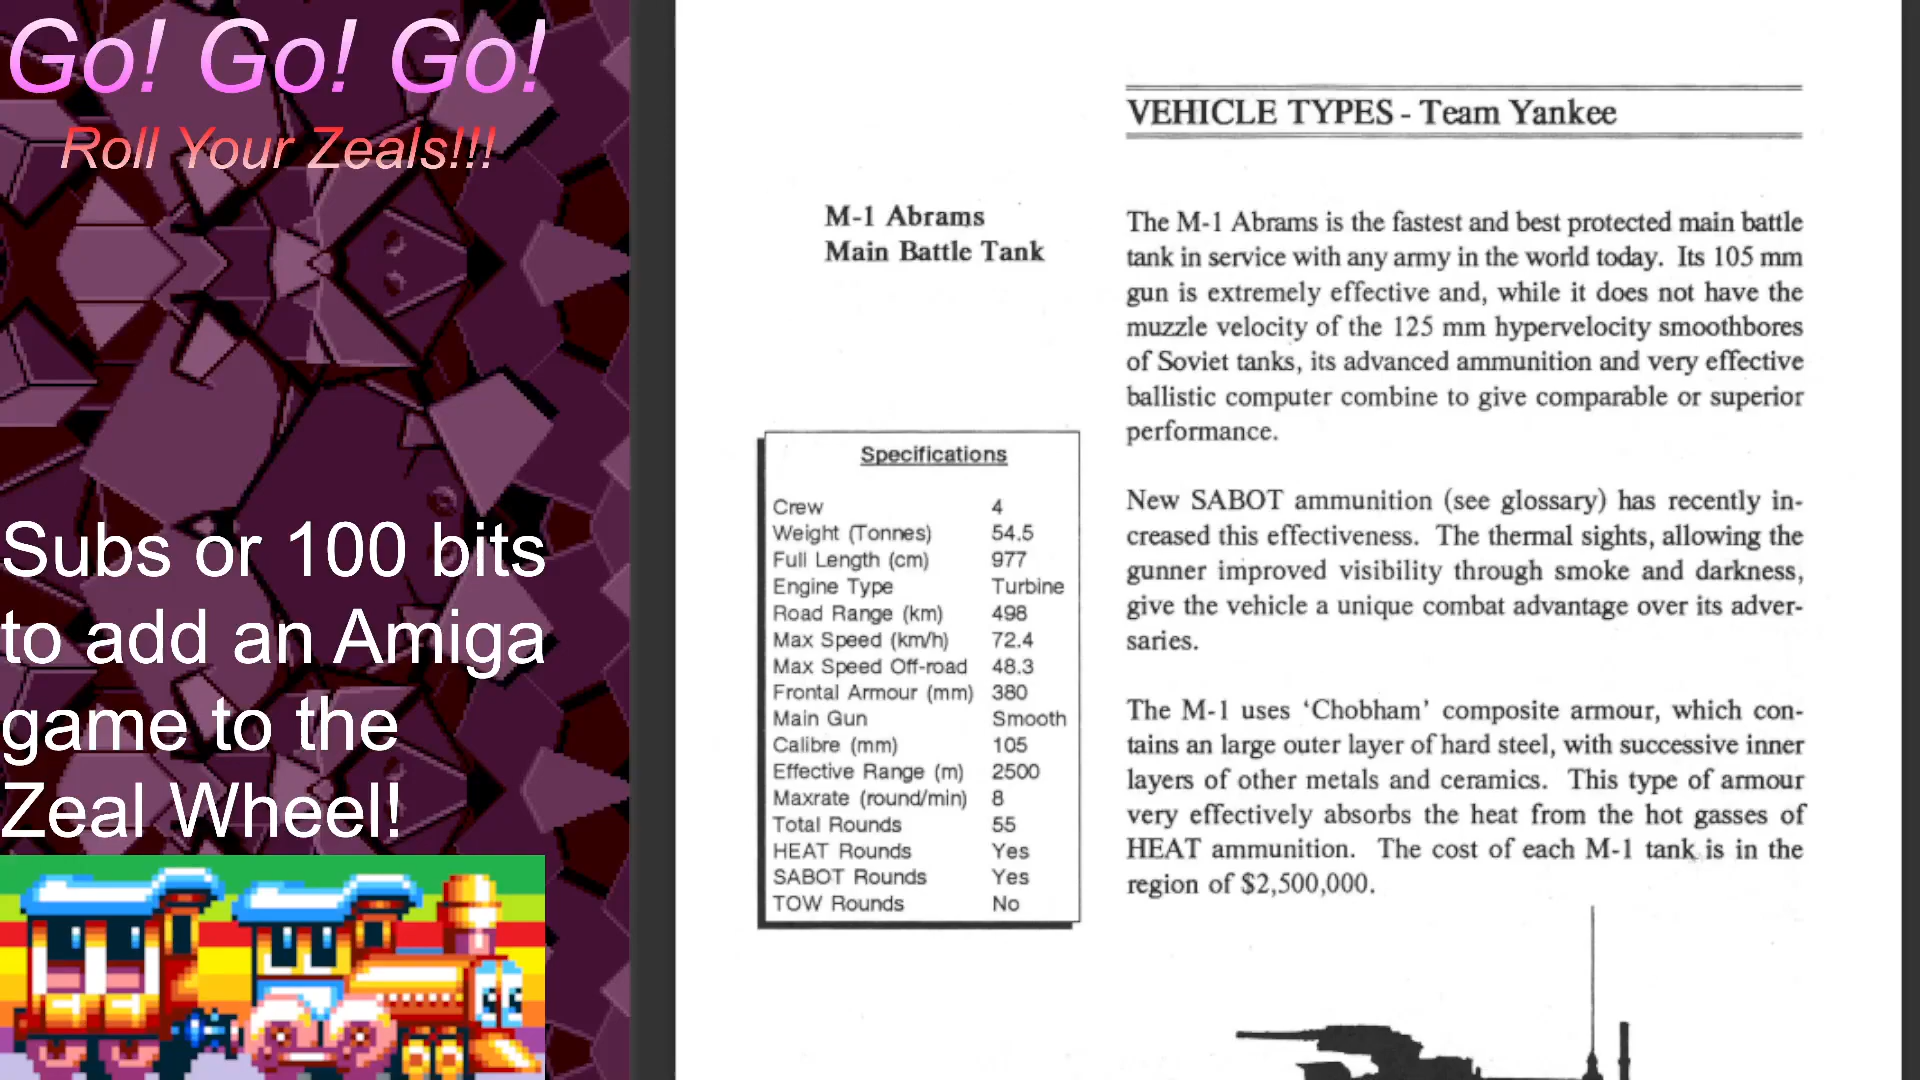 Go! Go! Go!
Roll Your Zeals!!!
Subs or 100 bits
to add an Amiga
game to the
Zeal Wheel!
VEHICLE TYPES - Team Yankee
M-1 Abrams
Main Battle Tank
The M-1 Abrams is the fastest and best protected main battle
tank in service with any army in the world today. Its 105 mm
gun is extremely effective and, while it does not have the
muzzle velocity of the 125 mm hypervelocity smoothbores
of Soviet tanks, its advanced ammunition and very effective
ballistic computer combine to give comparable or superior
performance.
New SABOT ammunition (see glossary) has recently in-
creased this effectiveness. The thermal sights, allowing the
gunner improved visibility through smoke and darkness,
give the vehicle a unique combat advantage over its adver-
saries.
The M-1 uses ‘Chobham’ composite armour, which con-
tains an large outer layer of hard steel, with successive inner
layers of other metals and ceramics. This type of armour
very effectively absorbs the heat from the hot gasses of
HEAT ammunition. The cost of each M-1 tank is in the
region of $2,500,000.
Specifications
Crew 4
Weight (Tonnes) 54.5
Full Length (cm) 977
Engine Type Turbine
Road Range (km) 498
Max Speed (km/h) 72.4
Max Speed Off-road 48.3
Frontal Armour (mm) 380
Main Gun Smooth
Calibre (mm) 105
Effective Range (m) 2500
Maxrate (round/min) 8
Total Rounds 55
HEAT Rounds Yes
SABOT Rounds Yes
TOW Rounds No